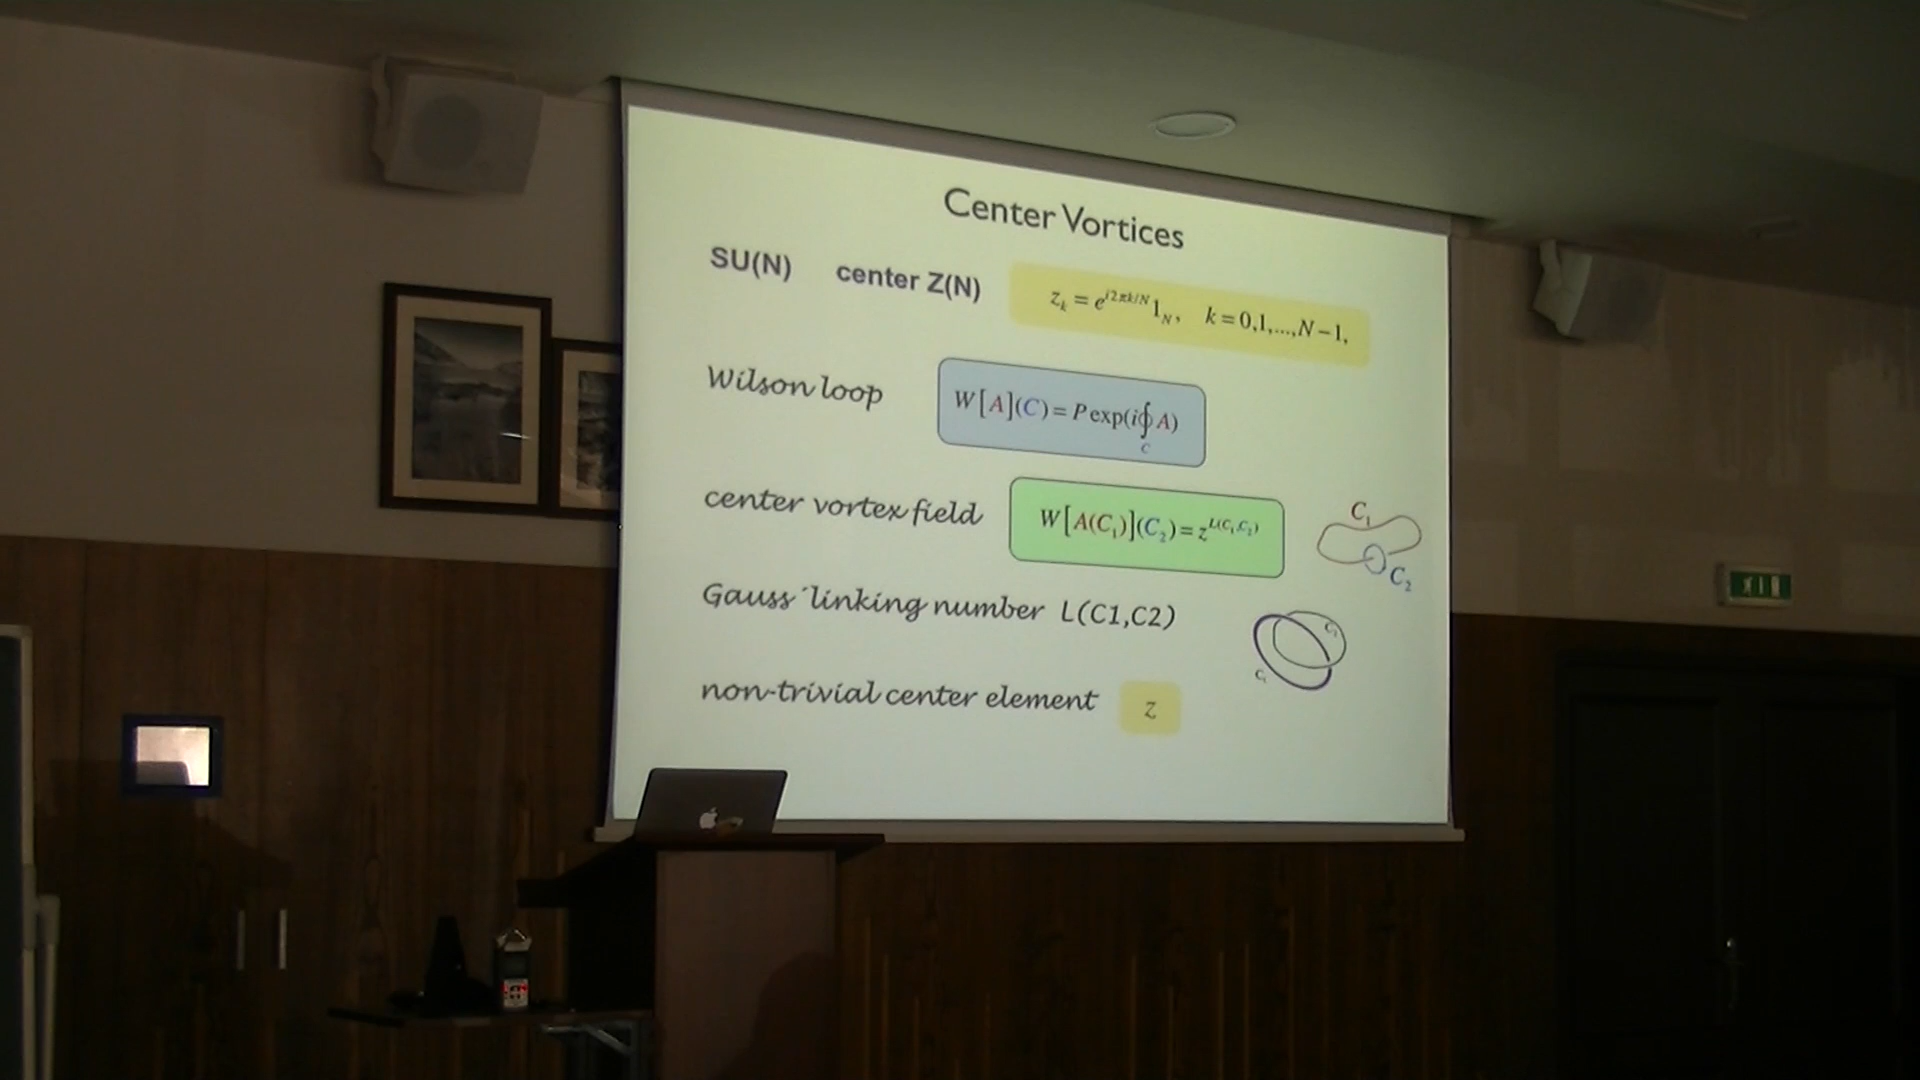 Center Vortices
SU(N) center Z(N) z_k = e^{i2πk/N} 1_N, k = 0,1,...,N−1,
Wilson loop W[A](C) = P exp(i∮_C A)
center vortex field W[A(C_1)](C_2) = z^{L(C_1,C_2)}
C_1
C_2
Gauss´linking number L(C1,C2)
non-trivial center element z